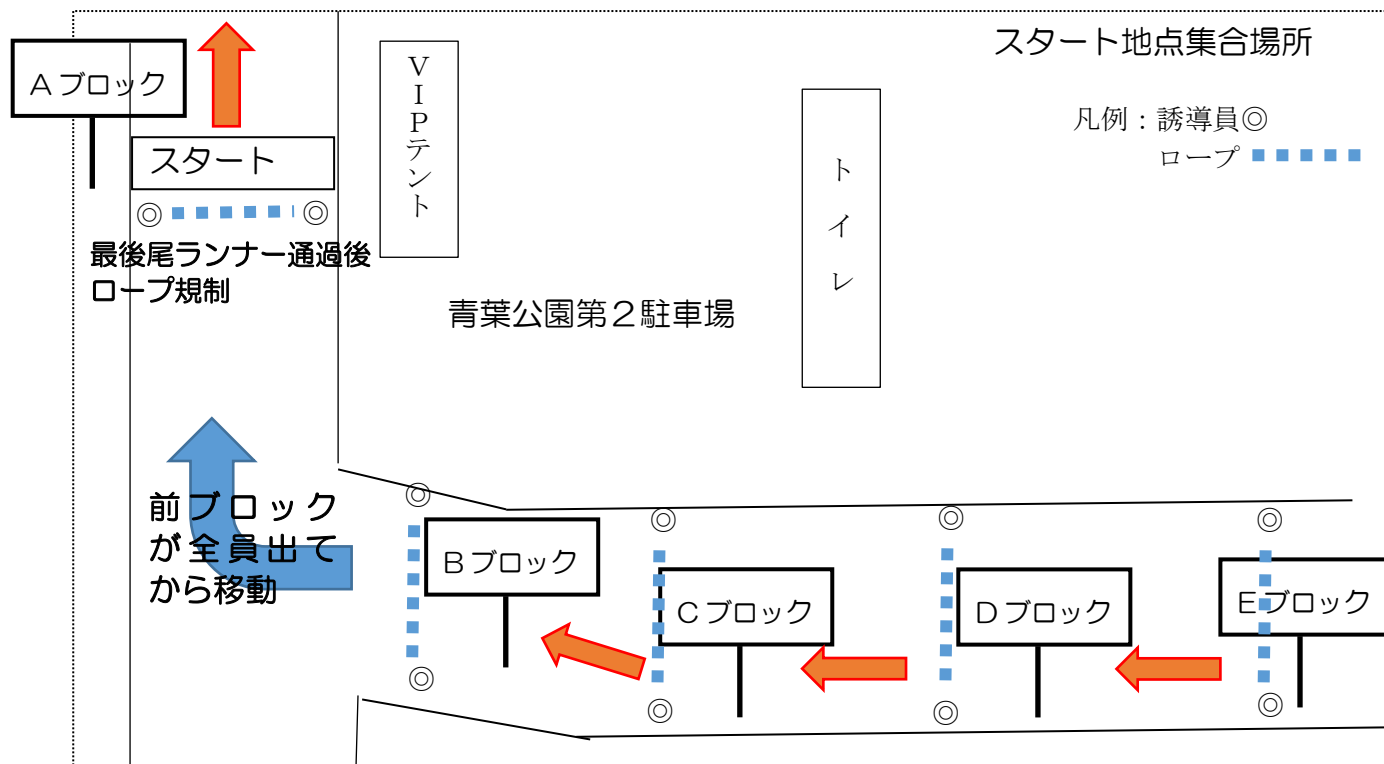 スタート地点集合場所
Aブロック
VIPテント
凡例：誘導員◎
ロープ
スタート
トイレ
◎ ◎
最後尾ランナー通過後
ロープ規制
青葉公園第２駐車場
前ブロック
が全員出て
から移動
◎ ◎ ◎ ◎
Bブロック
Cブロック
Dブロック
Eブロック
◎ ◎ ◎ ◎